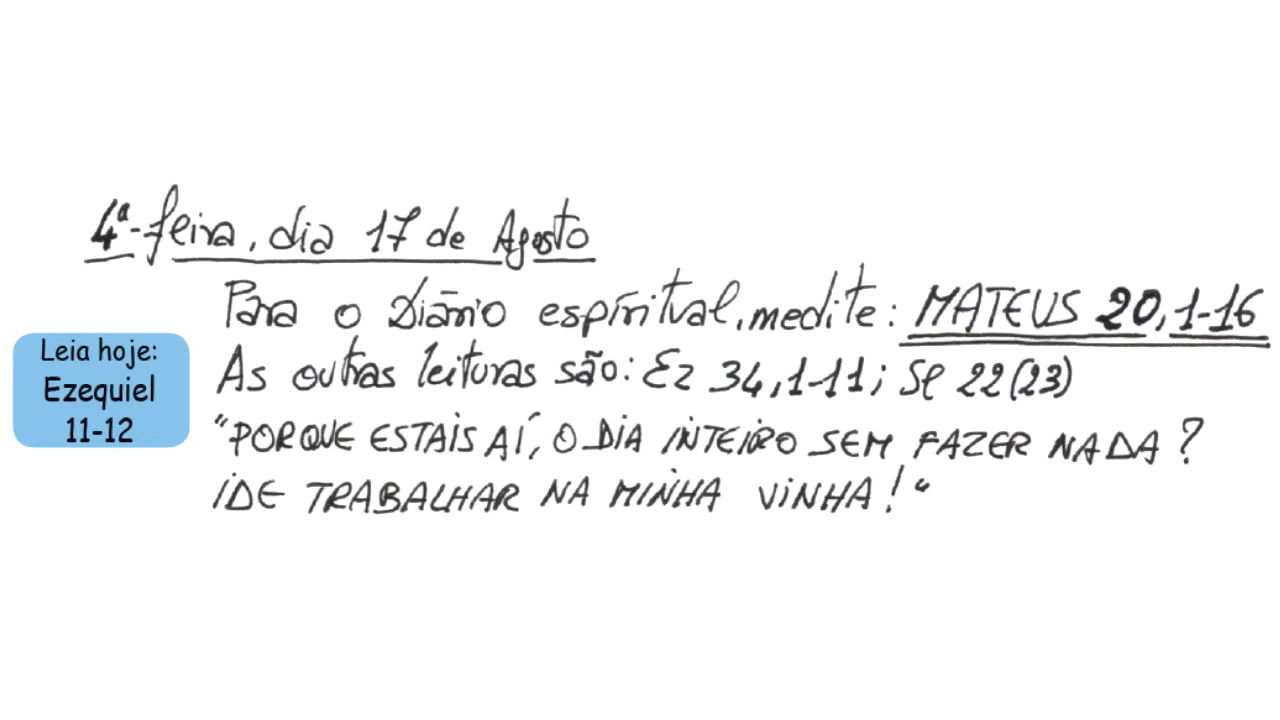 4ª-feira, dia 17 de Agosto
Para o Diário espíritual, medite: MATEUS 20, 1-16
Leia hoje:
Ezequiel
11-12
As outras leituras são: Ez 34, 1-11; Sl 22 (23)
"PORQUE ESTAIS AÍ, O DIA INTEIRO SEM FAZER NADA?
IDE TRABALHAR NA MINHA VINHA!"